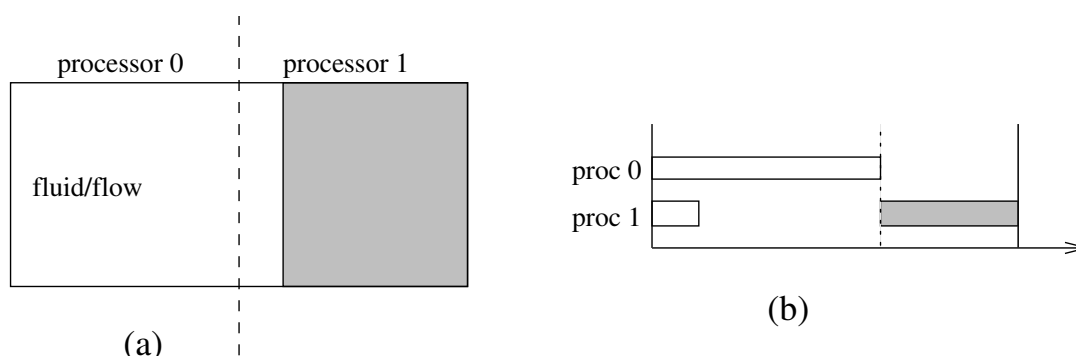 processor 0
processor 1
fluid/flow
(a)
proc 0
proc 1
(b)